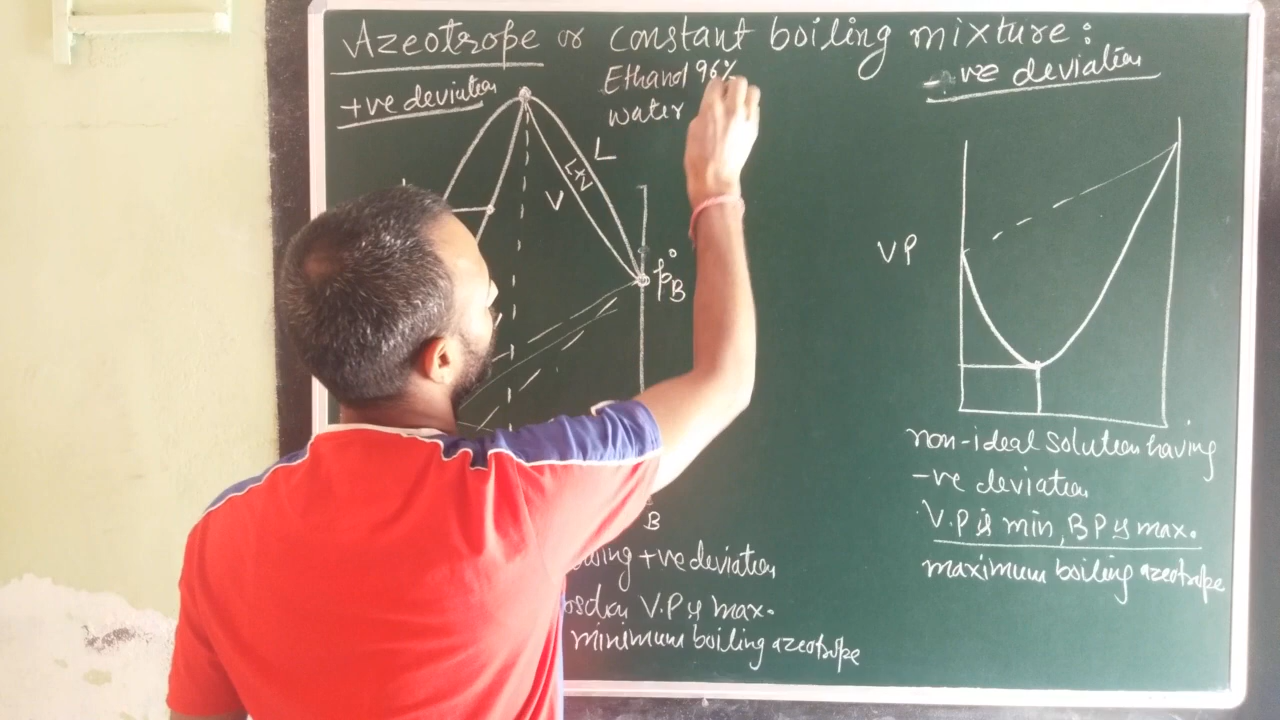 Azeotrope or constant boiling mixture:
+ve deviation
Ethanol 96%
water
-ve deviation
L
L+V
V
p°B
VP
B
+ve deviation
V.P is max.
minimum boiling azeotrope
non-ideal solution having
-ve deviation
V.P is min, BP is max.
maximum boiling azeotrope